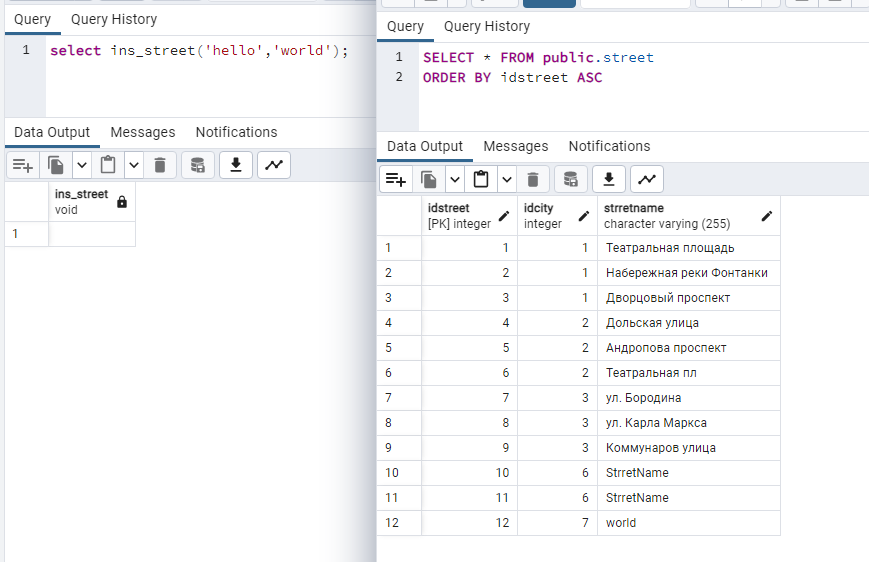 Query Query History
1 select ins_street('hello','world');
Data Output Messages Notifications
ins_street
void
1
Query Query History
1 SELECT * FROM public.street
2 ORDER BY idstreet ASC
Data Output Messages Notifications
idstreet idcity strretname
[PK] integer integer character varying (255)
1 1 1 Театральная площадь
2 2 1 Набережная реки Фонтанки
3 3 1 Дворцовый проспект
4 4 2 Дольская улица
5 5 2 Андропова проспект
6 6 2 Театральная пл
7 7 3 ул. Бородина
8 8 3 ул. Карла Маркса
9 9 3 Коммунаров улица
10 10 6 StrretName
11 11 6 StrretName
12 12 7 world